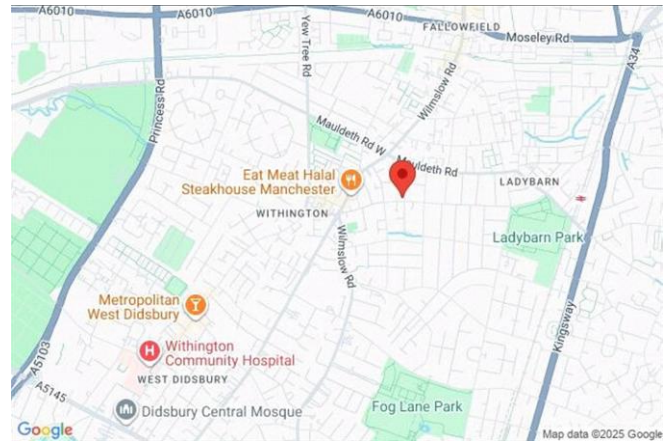 A6010
A6010
FALLOWFIELD
Moseley Rd
Yew Tree Rd
A34
Princess Rd
Wilmslow Rd
Mauldeth Rd W
Mauldeth Rd
Eat Meat Halal
Steakhouse Manchester
LADYBARN
WITHINGTON
Ladybarn Park
Wilmslow Rd
Metropolitan
West Didsbury
Kingsway
Withington
Community Hospital
A5103
WEST DIDSBURY
A5145
Didsbury Central Mosque
Fog Lane Park
Google
Map data ©2025 Google